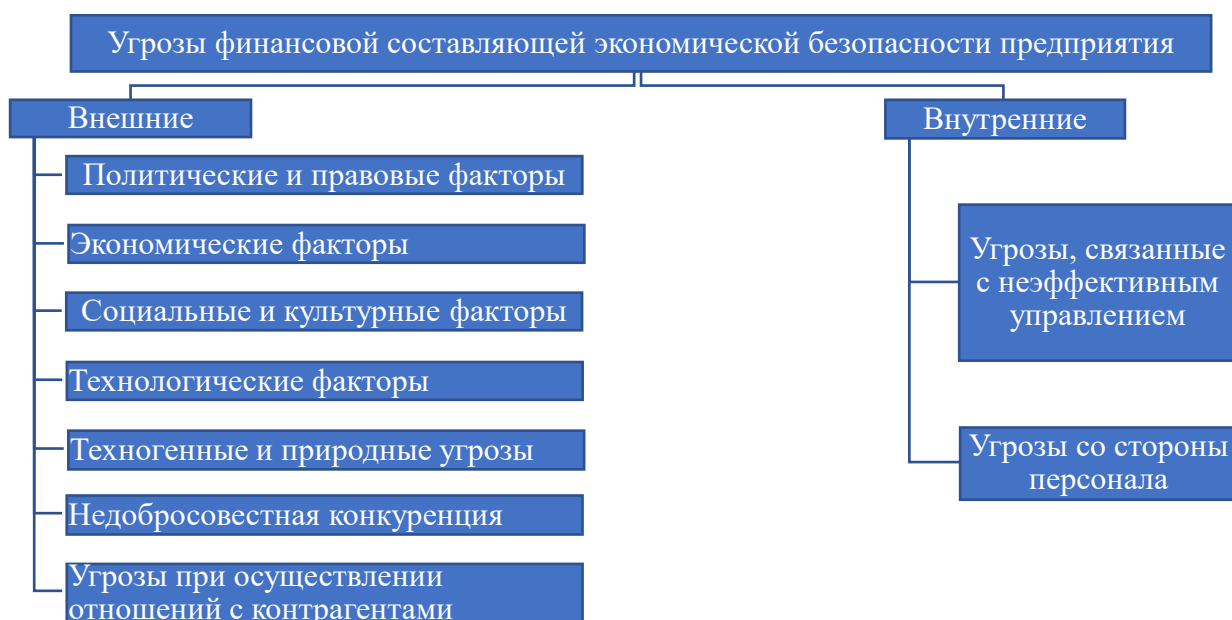 Угрозы финансовой составляющей экономической безопасности предприятия
Внешние
Политические и правовые факторы
Экономические факторы
Социальные и культурные факторы
Технологические факторы
Техногенные и природные угрозы
Недобросовестная конкуренция
Угрозы при осуществлении
отношений с контрагентами
Внутренние
Угрозы, связанные
с неэффективным
управлением
Угрозы со стороны
персонала